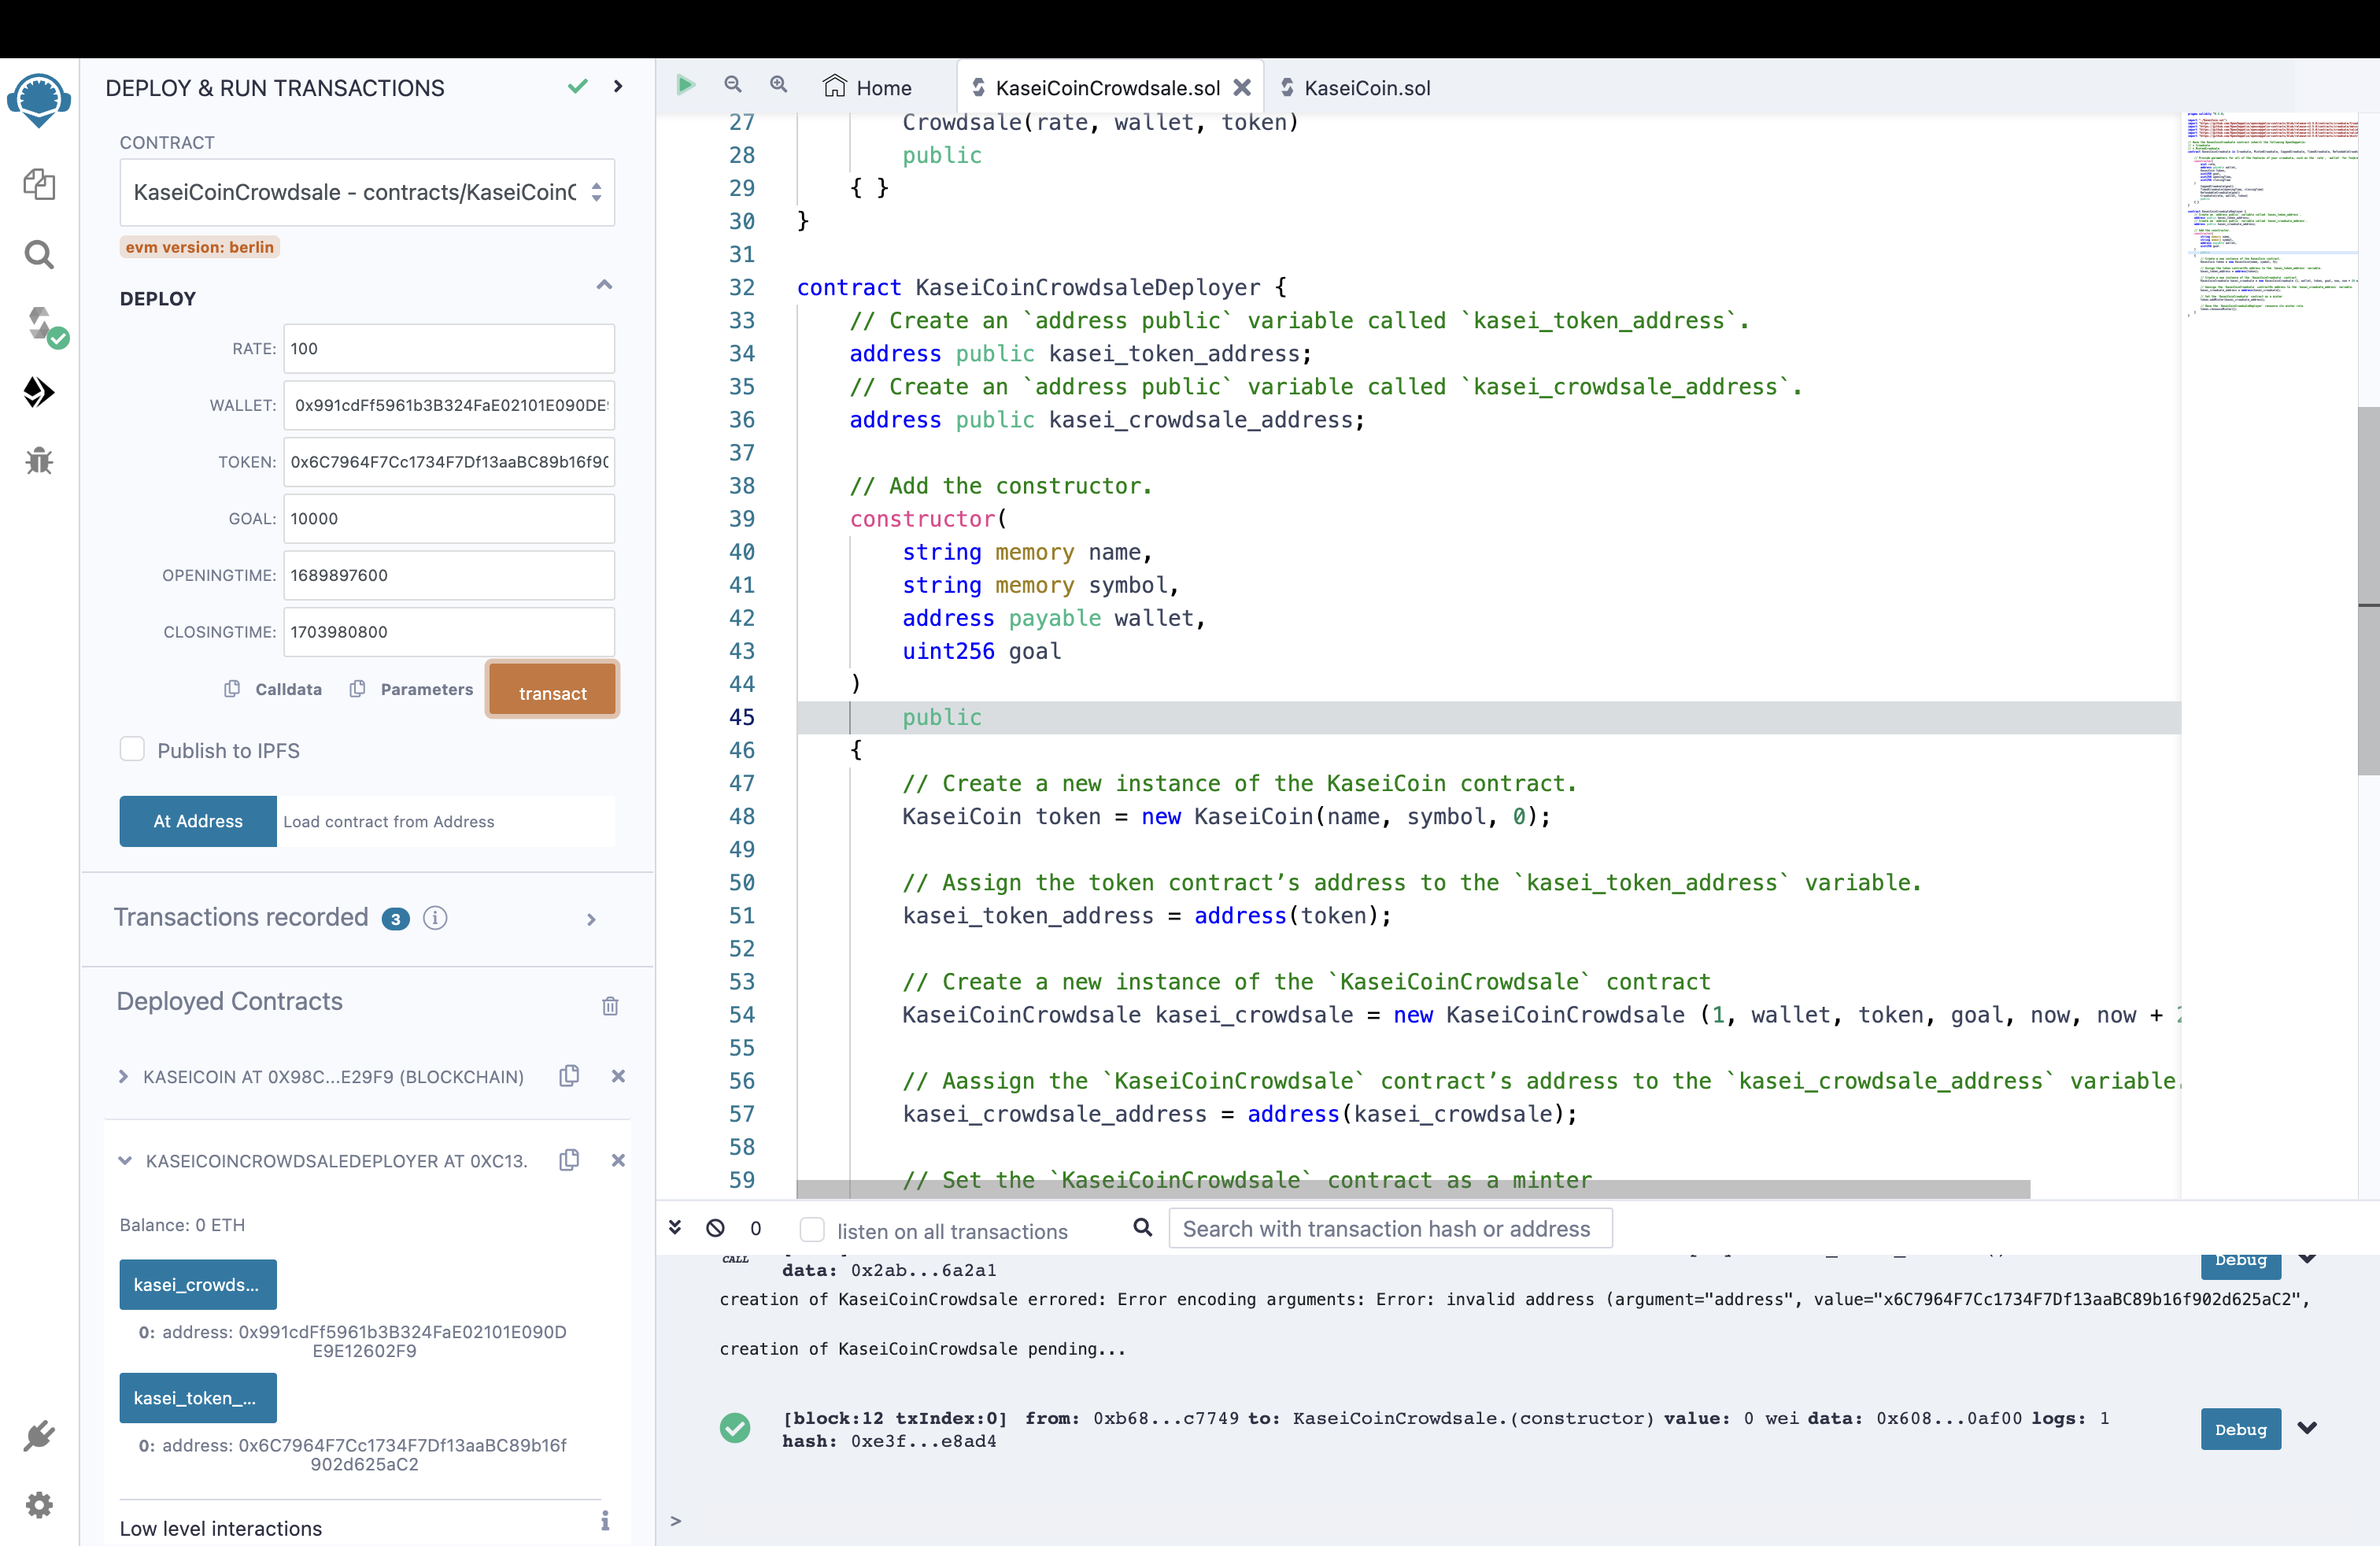 DEPLOY & RUN TRANSACTIONS
CONTRACT
KaseiCoinCrowdsale - contracts/KaseiCoinC
evm version: berlin
DEPLOY
RATE: 100
WALLET: 0x991cdFf5961b3B324FaE02101E090DE
TOKEN: 0x6C7964F7Cc1734F7Df13aaBC89b16f90
GOAL: 10000
OPENINGTIME: 1689897600
CLOSINGTIME: 1703980800
Calldata Parameters transact
Publish to IPFS
At Address Load contract from Address
Transactions recorded 3 i
Deployed Contracts
KASEICOIN AT 0X98C...E29F9 (BLOCKCHAIN)
KASEICOINCROWDSALEDEPLOYER AT 0XC13.
Balance: 0 ETH
kasei_crowds...
0: address: 0x991cdFf5961b3B324FaE02101E090D
E9E12602F9
kasei_token_...
0: address: 0x6C7964F7Cc1734F7Df13aaBC89b16f
902d625aC2
Low level interactions i
Home KaseiCoinCrowdsale.sol KaseiCoin.sol
27 Crowdsale(rate, wallet, token)
28 public
29 { }
30 }
31
32 contract KaseiCoinCrowdsaleDeployer {
33 // Create an `address public` variable called `kasei_token_address`.
34 address public kasei_token_address;
35 // Create an `address public` variable called `kasei_crowdsale_address`.
36 address public kasei_crowdsale_address;
37
38 // Add the constructor.
39 constructor(
40 string memory name,
41 string memory symbol,
42 address payable wallet,
43 uint256 goal
44 )
45 public
46 {
47 // Create a new instance of the KaseiCoin contract.
48 KaseiCoin token = new KaseiCoin(name, symbol, 0);
49
50 // Assign the token contract’s address to the `kasei_token_address` variable.
51 kasei_token_address = address(token);
52
53 // Create a new instance of the `KaseiCoinCrowdsale` contract
54 KaseiCoinCrowdsale kasei_crowdsale = new KaseiCoinCrowdsale (1, wallet, token, goal, now, now + 2
55
56 // Aassign the `KaseiCoinCrowdsale` contract’s address to the `kasei_crowdsale_address` variable.
57 kasei_crowdsale_address = address(kasei_crowdsale);
58
59 // Set the `KaseiCoinCrowdsale` contract as a minter
0 listen on all transactions Search with transaction hash or address
CALL
data: 0x2ab...6a2a1 Debug
creation of KaseiCoinCrowdsale errored: Error encoding arguments: Error: invalid address (argument="address", value="x6C7964F7Cc1734F7Df13aaBC89b16f902d625aC2",
creation of KaseiCoinCrowdsale pending...
[block:12 txIndex:0] from: 0xb68...c7749 to: KaseiCoinCrowdsale.(constructor) value: 0 wei data: 0x608...0af00 logs: 1
hash: 0xe3f...e8ad4 Debug
>